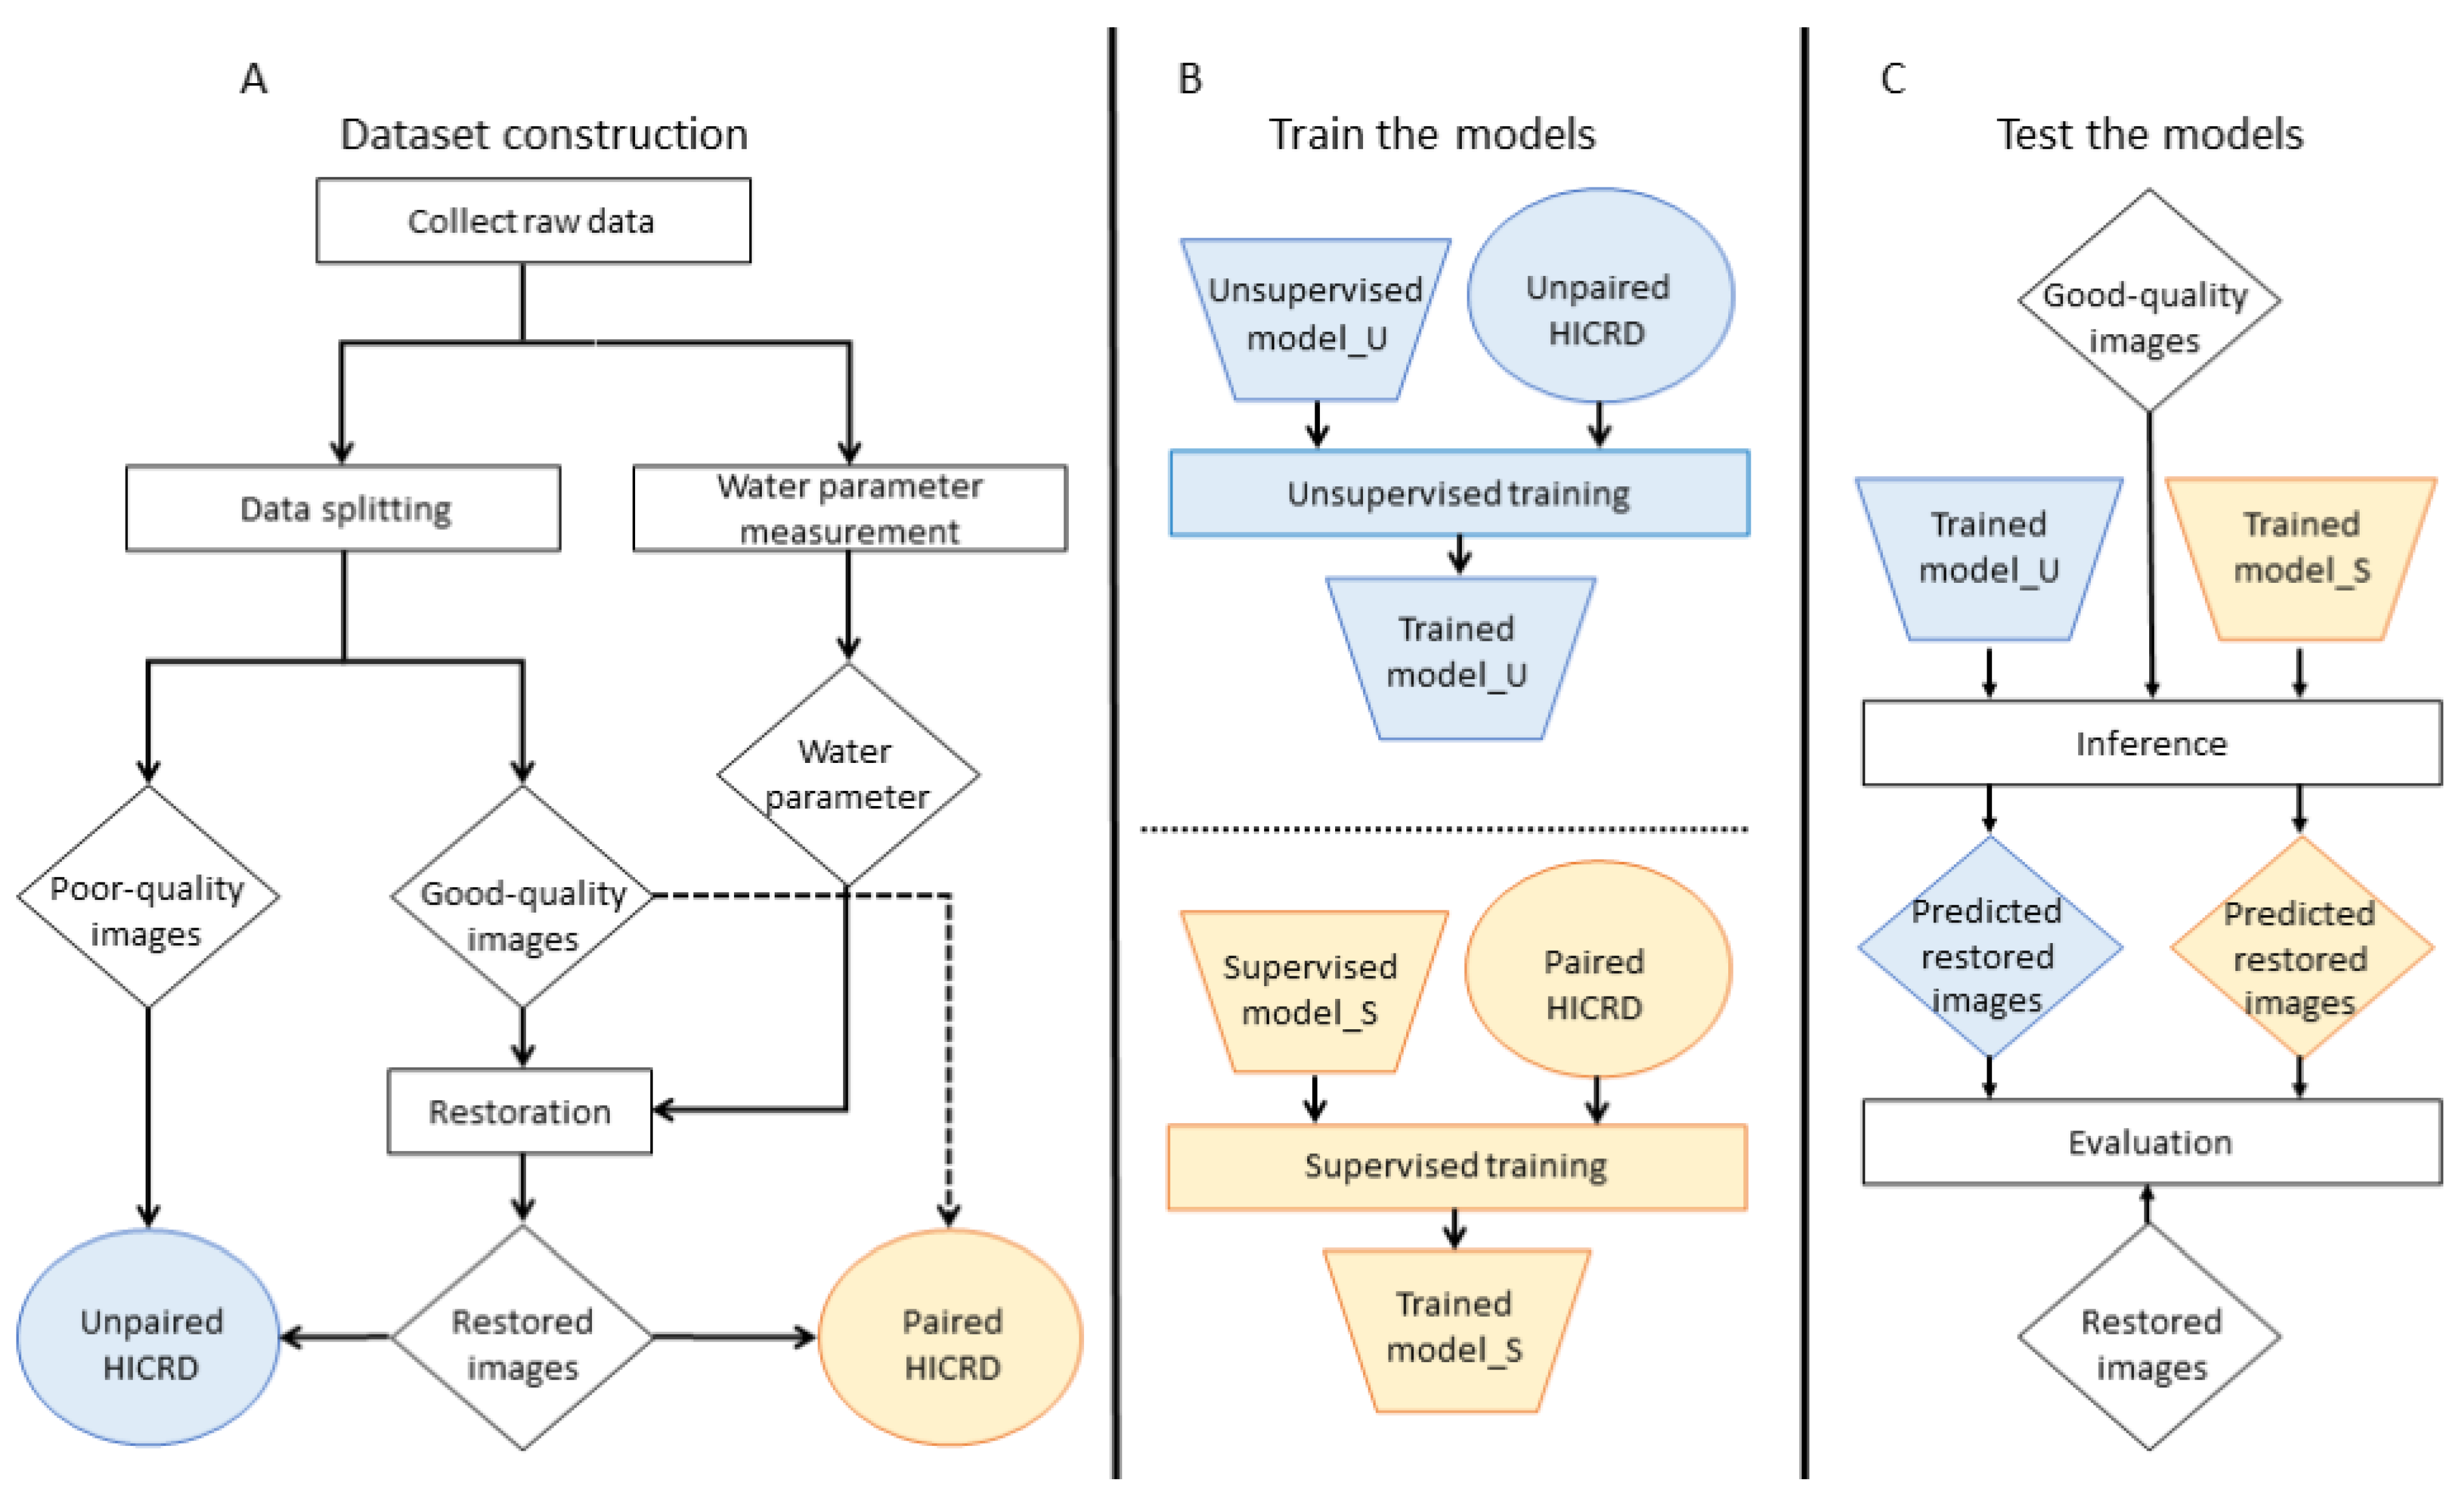 A
Dataset construction
Collect raw data
Data splitting
Water parameter
measurement
Water
parameter
Poor-quality
images
Good-quality
images
Restoration
Unpaired
HICRD
Restored
images
Paired
HICRD
B
Train the models
Unsupervised
model_U
Unpaired
HICRD
Unsupervised training
Trained
model_U
Supervised
model_S
Paired
HICRD
Supervised training
Trained
model_S
C
Test the models
Good-quality
images
Trained
model_U
Trained
model_S
Inference
Predicted
restored
images
Predicted
restored
images
Evaluation
Restored
images